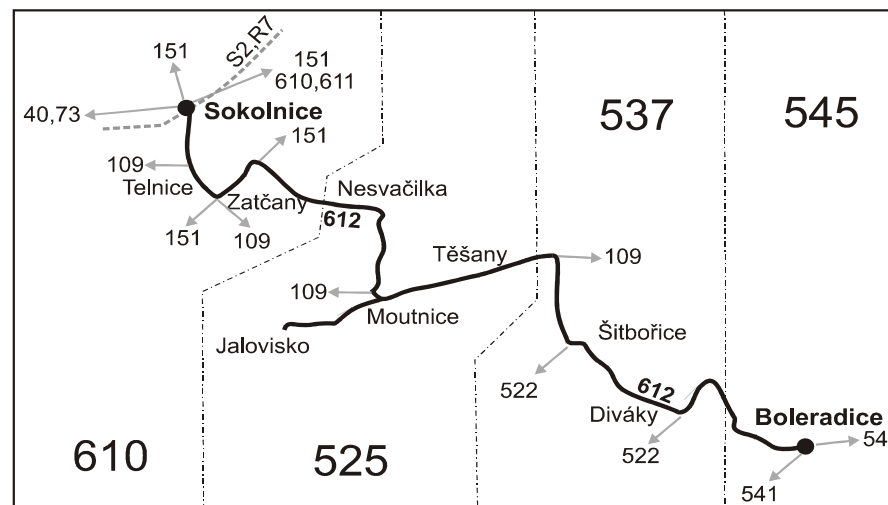 S2,R7
151
151
610,611
40,73
Sokolnice
537
545
151
109
Telnice
Zatčany
Nesvačilka
612
151
109
Těšany
109
109
Moutnice
Jalovisko
Šitbořice
522
612
Diváky
Boleradice
54
522
541
610
525